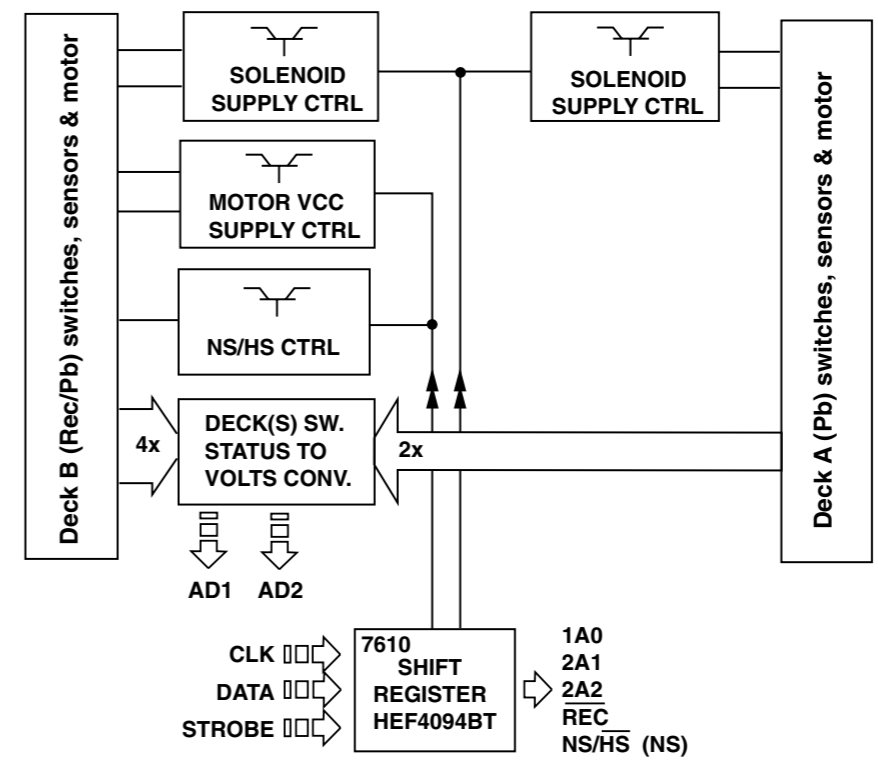 Deck B (Rec/Pb) switches, sensors & motor
SOLENOID
SUPPLY CTRL
SOLENOID
SUPPLY CTRL
Deck A (Pb) switches, sensors & motor
MOTOR VCC
SUPPLY CTRL
NS/HS CTRL
4x
DECK(S) SW.
STATUS TO
VOLTS CONV.
2x
AD1
AD2
CLK
DATA
STROBE
7610
SHIFT
REGISTER
HEF4094BT
1A0
2A1
2A2
R̅E̅C̅
NS/H̅S̅ (NS)